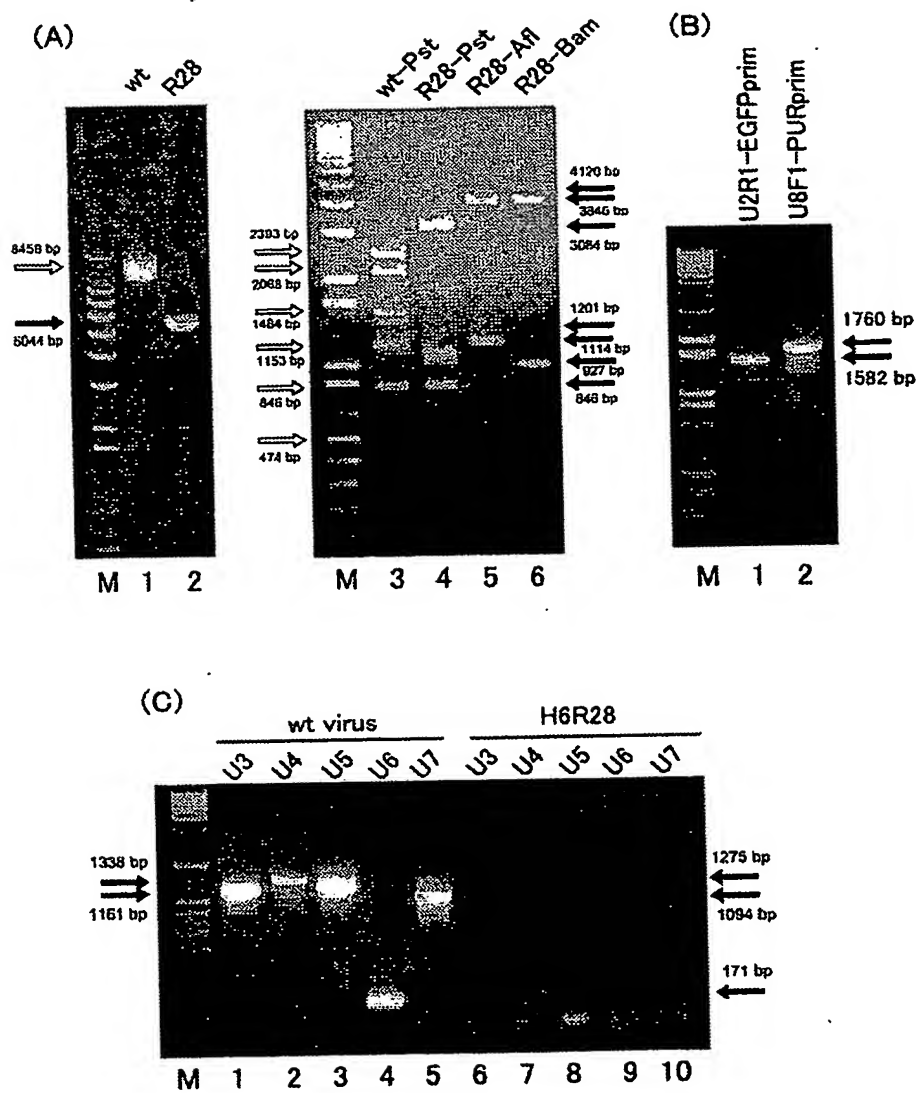 (A)
wt R28
8458 bp
5044 bp
M 1 2
wt-Pst R28-Pst R28-Afl R28-Bam
2393 bp
2068 bp
1484 bp
1153 bp
846 bp
474 bp
4120 bp
3846 bp
3084 bp
1201 bp
1114 bp
927 bp
846 bp
M 3 4 5 6
(B)
U2R1-EGFPprim U8F1-PURprim
1760 bp
1582 bp
M 1 2
(C)
wt virus H6R28
U3 U4 U5 U6 U7 U3 U4 U5 U6 U7
1338 bp
1161 bp
1275 bp
1094 bp
171 bp
M 1 2 3 4 5 6 7 8 9 10